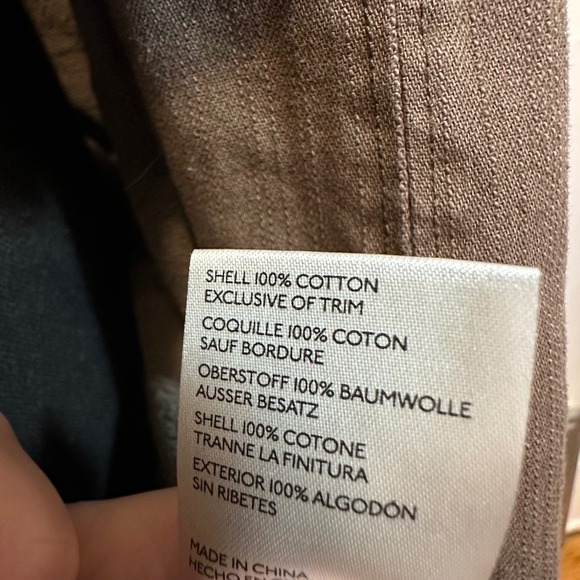 SHELL 100% COTTON
EXCLUSIVE OF TRIM
COQUILLE 100% COTON
SAUF BORDURE
OBERSTOFF 100% BAUMWOLLE
AUSSER BESATZ
SHELL 100% COTONE
TRANNE LA FINITURA
EXTERIOR 100% ALGODÓN
SIN RIBETES
MADE IN CHINA
HECHO